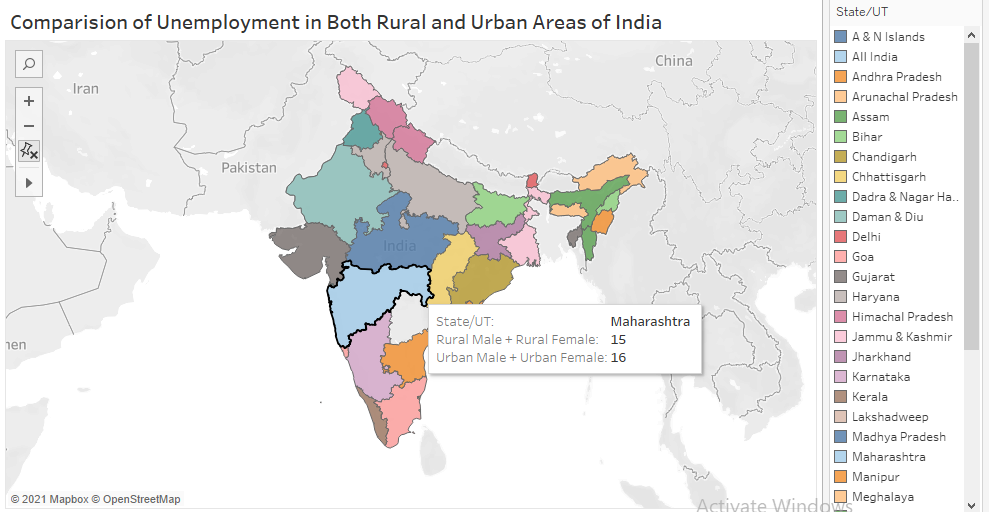 Comparision of Unemployment in Both Rural and Urban Areas of India
Iran
China
Pakistan
India
men
State/UT: Maharashtra
Rural Male + Rural Female: 15
Urban Male + Urban Female: 16
© 2021 Mapbox © OpenStreetMap
State/UT
A & N Islands
All India
Andhra Pradesh
Arunachal Pradesh
Assam
Bihar
Chandigarh
Chhattisgarh
Dadra & Nagar Ha..
Daman & Diu
Delhi
Goa
Gujarat
Haryana
Himachal Pradesh
Jammu & Kashmir
Jharkhand
Karnataka
Kerala
Lakshadweep
Madhya Pradesh
Maharashtra
Manipur
Meghalaya
Activate Windows